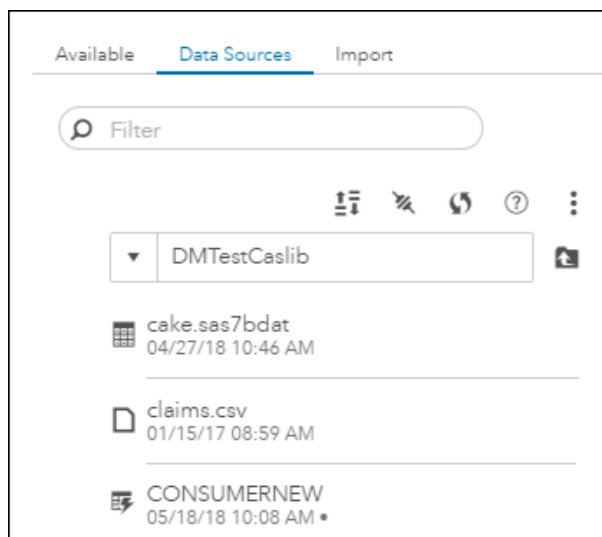 Available Data Sources Import
Filter
DMTestCaslib
cake.sas7bdat
04/27/18 10:46 AM
claims.csv
01/15/17 08:59 AM
CONSUMERNEW
05/18/18 10:08 AM •